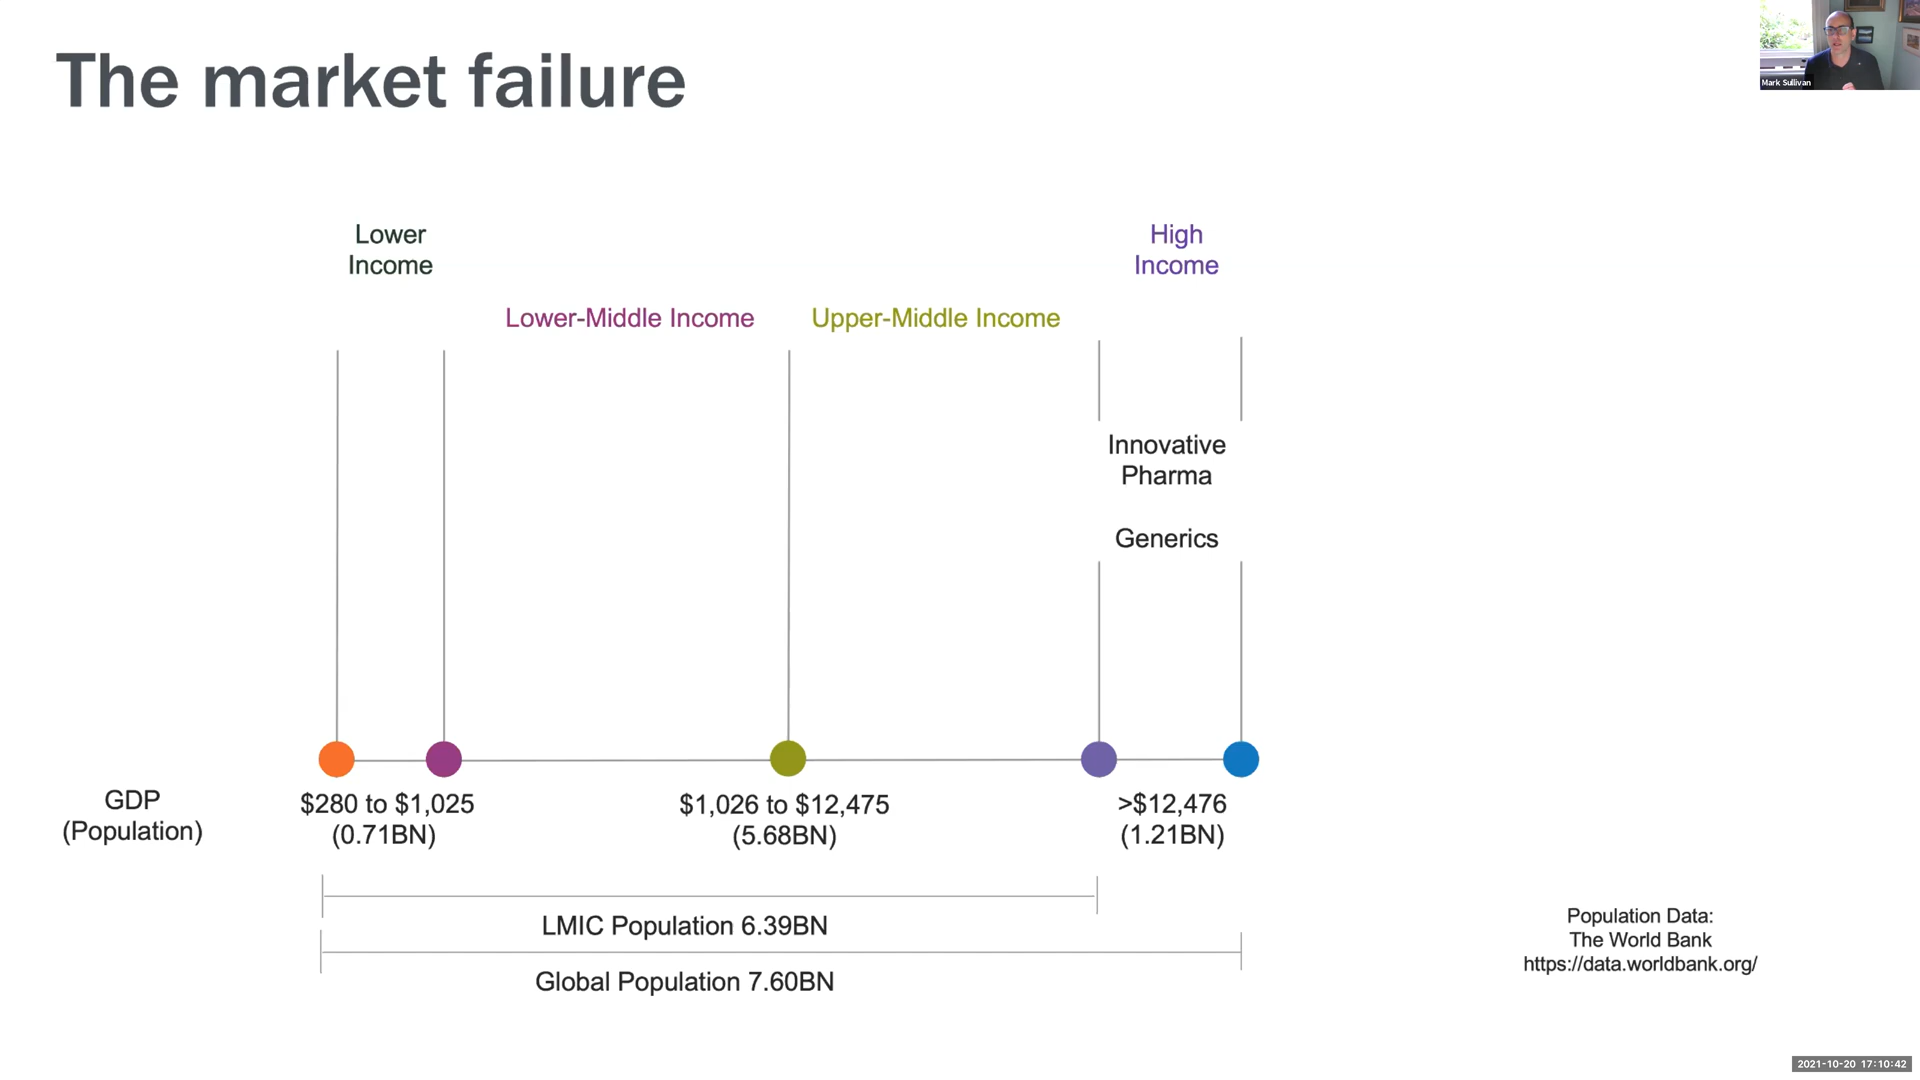 The market failure
Mark Sullivan
Lower
Income
High
Income
Lower-Middle Income
Upper-Middle Income
Innovative
Pharma
Generics
GDP
(Population)
$280 to $1,025
(0.71BN)
$1,026 to $12,475
(5.68BN)
>$12,476
(1.21BN)
LMIC Population 6.39BN
Global Population 7.60BN
Population Data:
The World Bank
https://data.worldbank.org/
2021-10-20 17:10:42